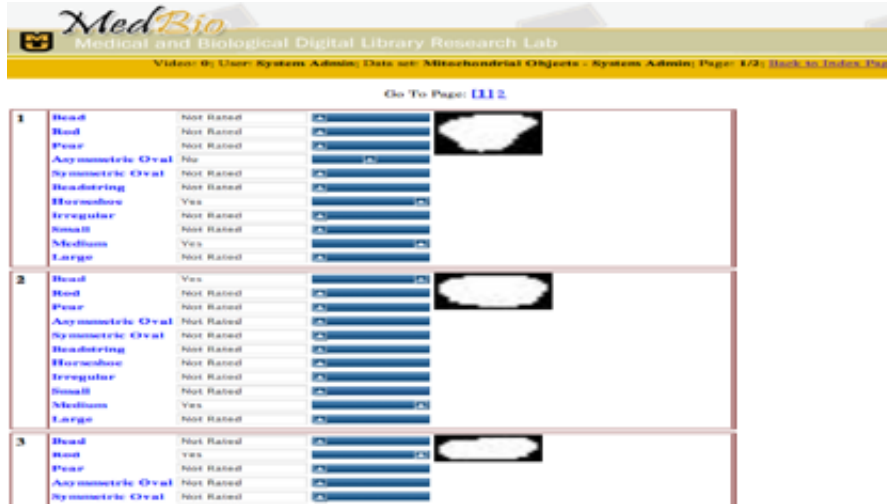 MedBio
Medical and Biological Digital Library Research Lab
Video: 0; User: System Admin; Data set: Mitochondrial Objects - System Admin; Page: 1/2; Back to Index Pag
Go To Page: [1] 2
1
Bead Not Rated
Rod Not Rated
Pear Not Rated
Asymmetric Oval No
Symmetric Oval Not Rated
Beadstring Not Rated
Horseshoe Yes
Irregular Not Rated
Small Not Rated
Medium Yes
Large Not Rated
2
Bead Yes
Rod Not Rated
Pear Not Rated
Asymmetric Oval Not Rated
Symmetric Oval Not Rated
Beadstring Not Rated
Horseshoe Not Rated
Irregular Not Rated
Small Not Rated
Medium Yes
Large Not Rated
3
Bead Not Rated
Rod Yes
Pear Not Rated
Asymmetric Oval Not Rated
Symmetric Oval Not Rated